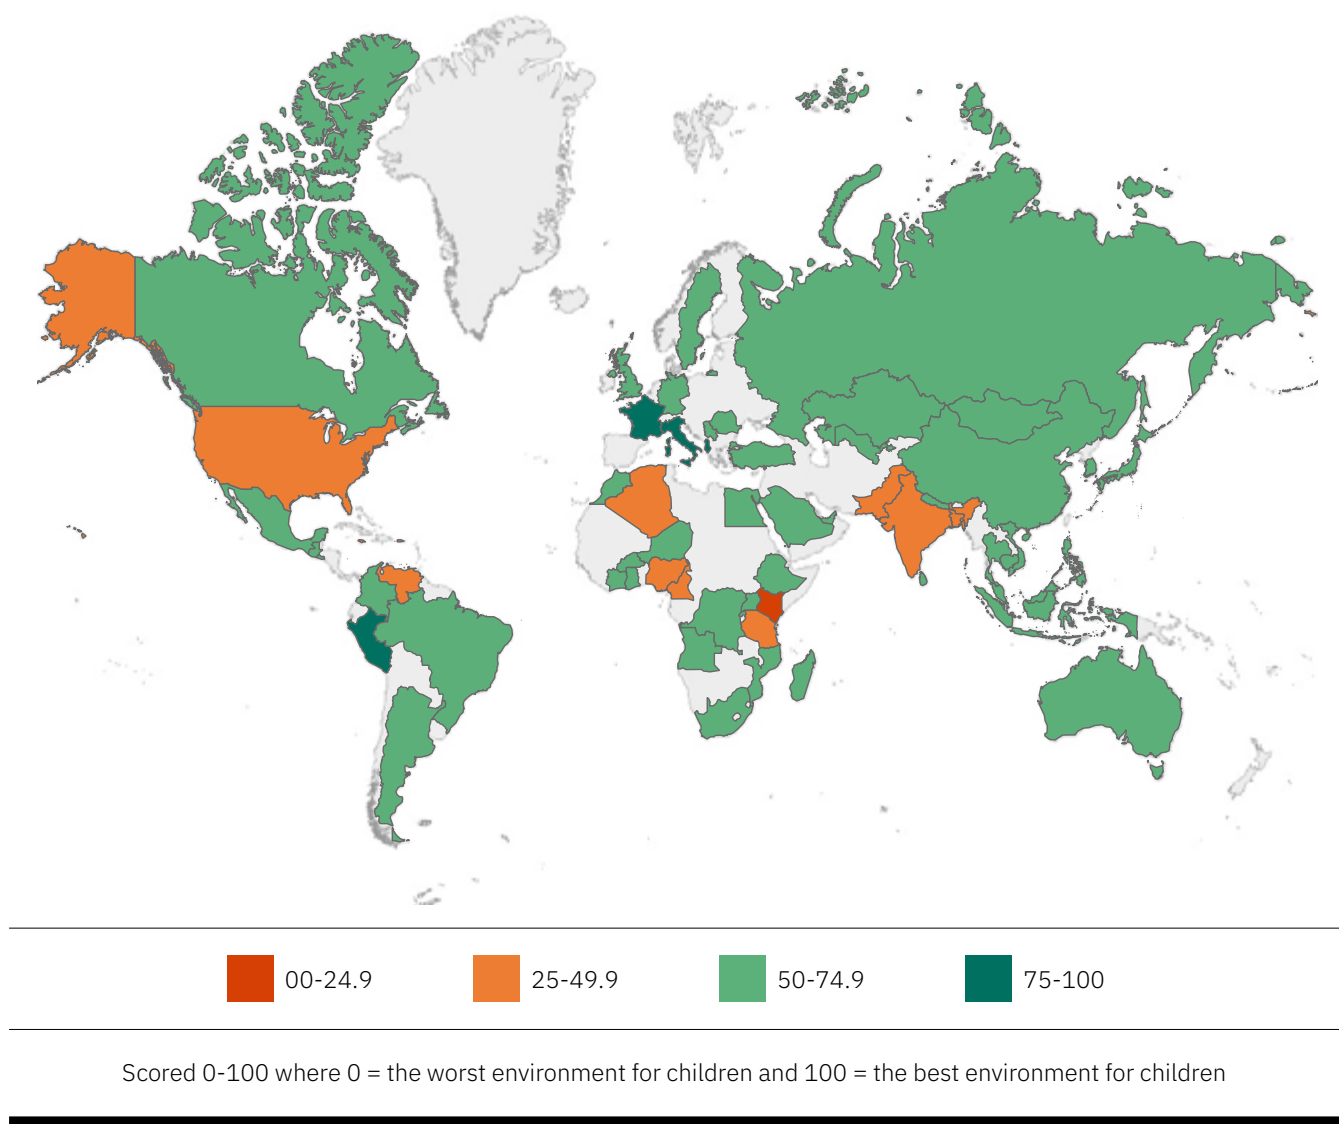 00-24.9 25-49.9 50-74.9 75-100
Scored 0-100 where 0 = the worst environment for children and 100 = the best environment for children